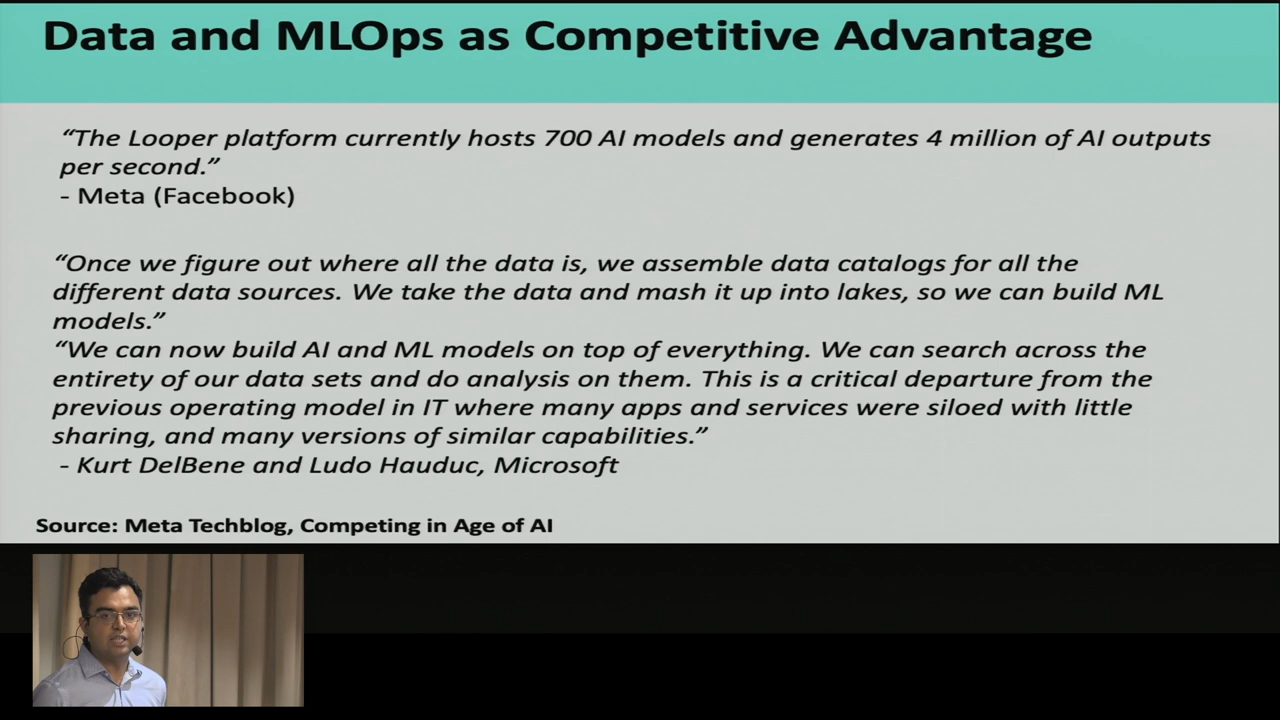 Data and MLOps as Competitive Advantage
“The Looper platform currently hosts 700 AI models and generates 4 million of AI outputs
per second.”
- Meta (Facebook)
“Once we figure out where all the data is, we assemble data catalogs for all the
different data sources. We take the data and mash it up into lakes, so we can build ML
models.”
“We can now build AI and ML models on top of everything. We can search across the
entirety of our data sets and do analysis on them. This is a critical departure from the
previous operating model in IT where many apps and services were siloed with little
sharing, and many versions of similar capabilities.”
- Kurt DelBene and Ludo Hauduc, Microsoft
Source: Meta Techblog, Competing in Age of AI